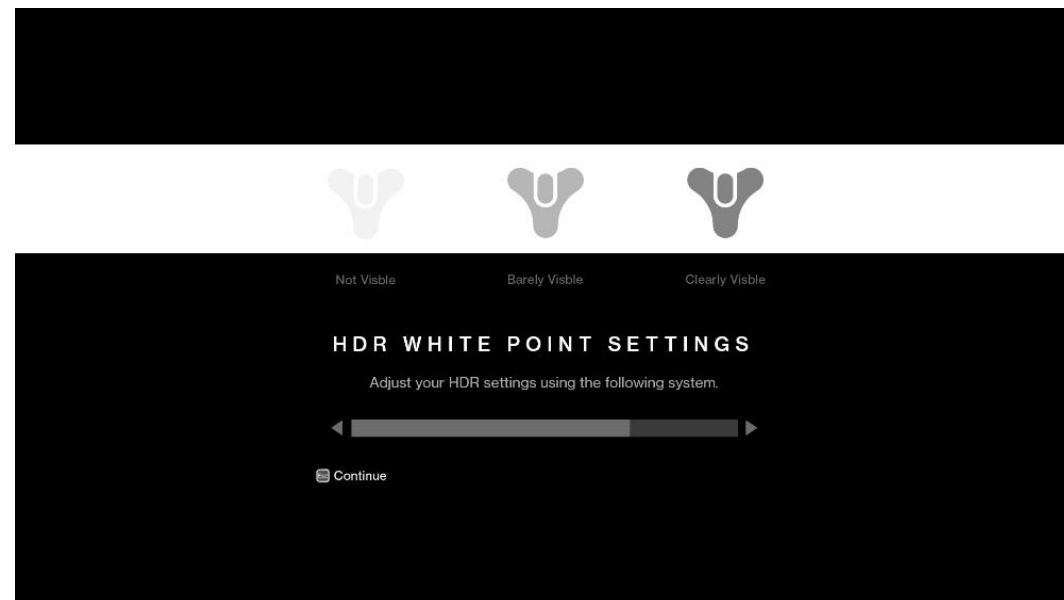 Not Visble
Barely Visble
Clearly Visble
HDR WHITE POINT SETTINGS
Adjust your HDR settings using the following system.
Continue